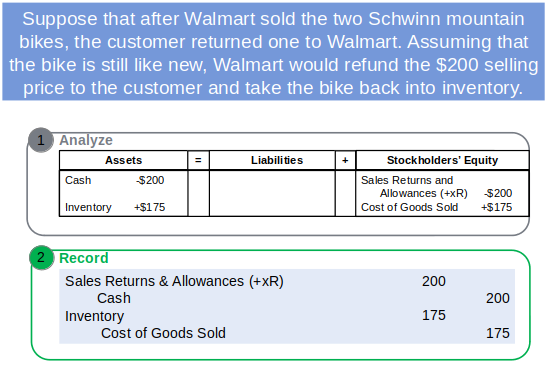 Suppose that after Walmart sold the two Schwinn mountain
bikes, the customer returned one to Walmart. Assuming that
the bike is still like new, Walmart would refund the $200 selling
price to the customer and take the bike back into inventory.
1 Analyze
Assets = Liabilities + Stockholders' Equity
Cash -$200 Sales Returns and
Allowances (+xR) -$200
Inventory +$175 Cost of Goods Sold +$175
2 Record
Sales Returns & Allowances (+xR) 200
Cash 200
Inventory 175
Cost of Goods Sold 175